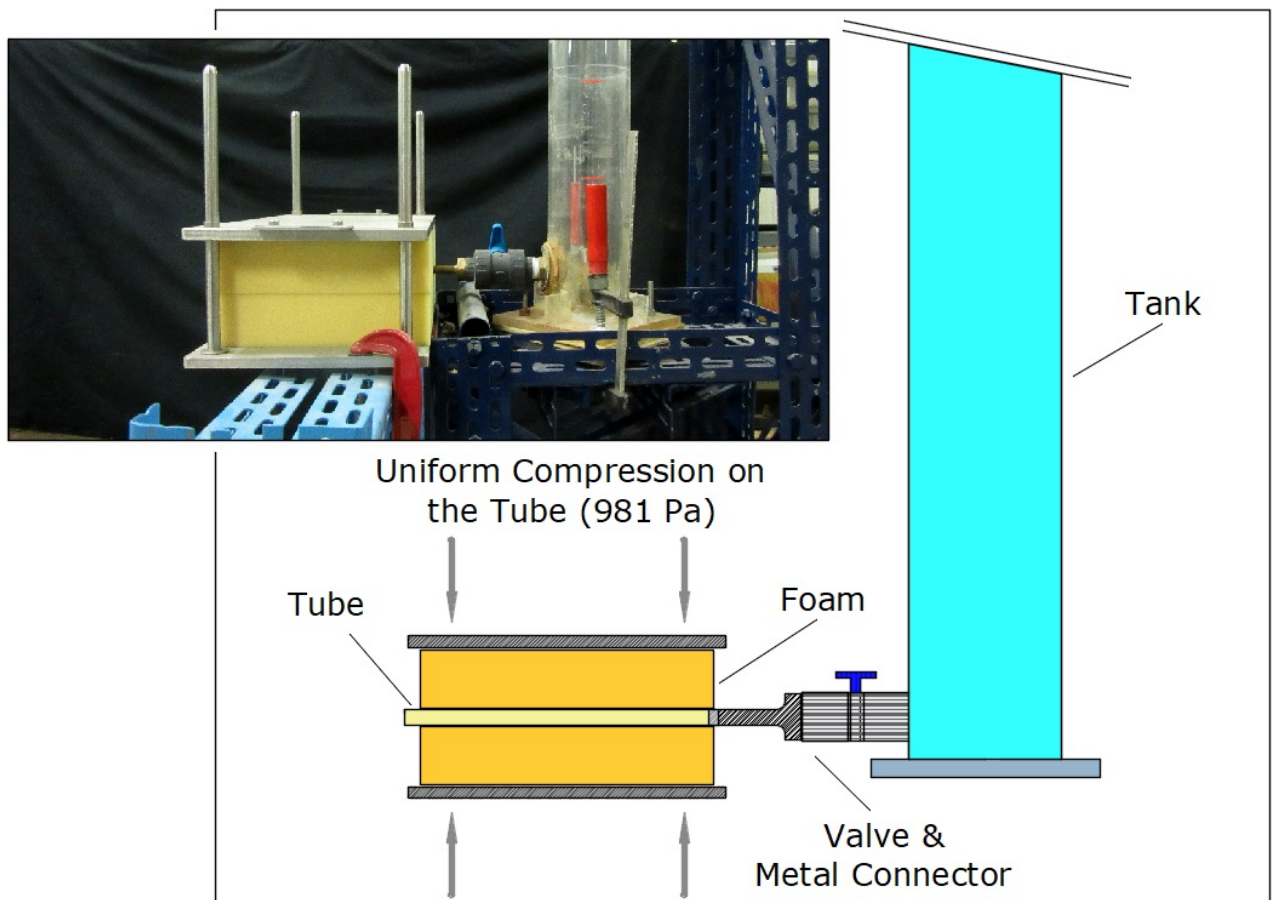 Tank
Uniform Compression on
the Tube (981 Pa)
Tube
Foam
Valve &
Metal Connector